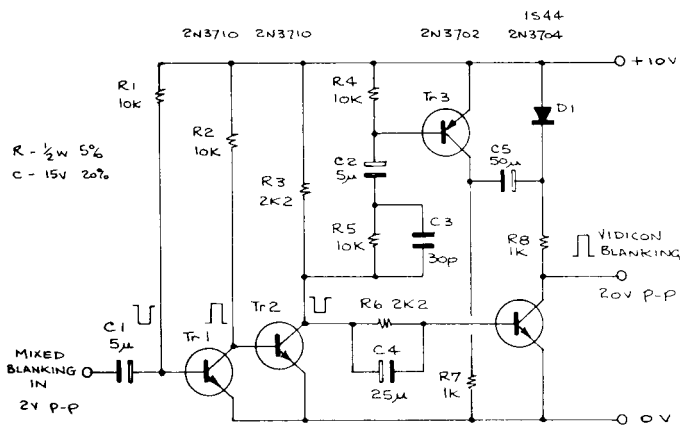 1S44
2N3710 2N3710 2N3702 2N3704
+10V
R1
10K
R2
10K
R3
2K2
R4
10K
Tr3
D1
R - ½W 5%
C - 15V 20%
C2
5μ
C5
50μ
R5
10K
C3
30p
R8
1K
VIDICON
BLANKING
20V P-P
C1
5μ
Tr1
Tr2
R6 2K2
C4
25μ
R7
1K
MIXED
BLANKING
IN
2V P-P
0V